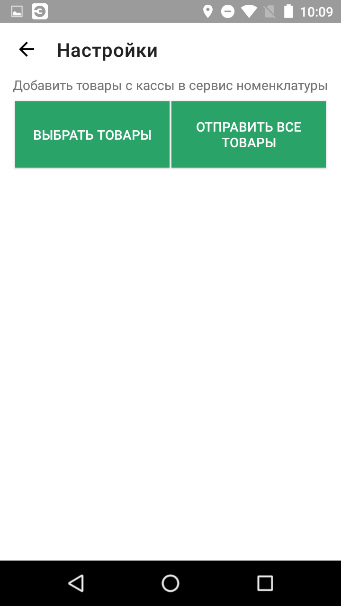 10:09
Настройки
Добавить товары с кассы в сервис номенклатуры
ВЫБРАТЬ ТОВАРЫ
ОТПРАВИТЬ ВСЕ
ТОВАРЫ